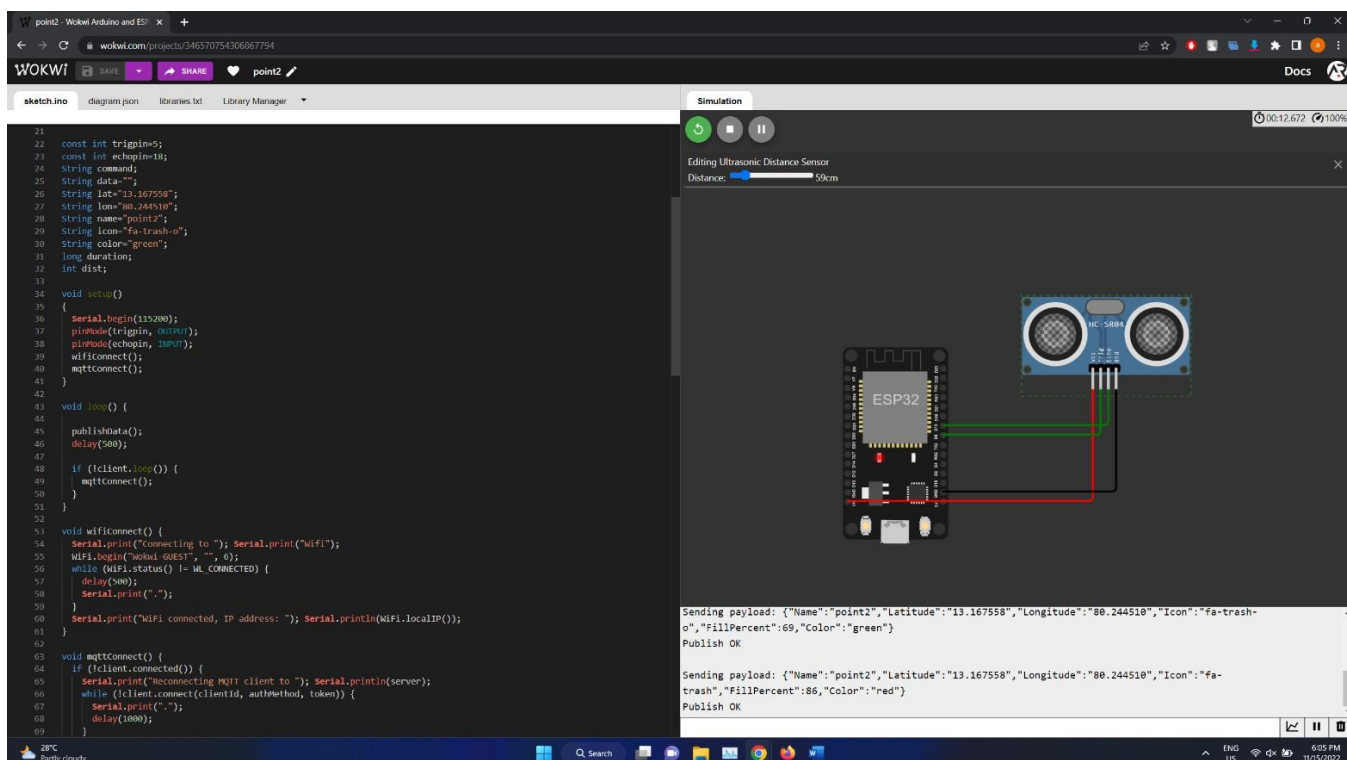 point2 - Wokwi Arduino and ESP
wokwi.com/projects/346570754306867794
WOKWi SAVE SHARE point2 Docs
sketch.ino diagram.json libraries.txt Library Manager
21
22 const int trigpin=5;
23 const int echopin=18;
24 String command;
25 String data="";
26 String lat="13.167558";
27 String lon="80.244510";
28 String name="point2";
29 String icon="fa-trash-o";
30 String color="green";
31 long duration;
32 int dist;
33
34 void setup()
35 {
36 Serial.begin(115200);
37 pinMode(trigpin, OUTPUT);
38 pinMode(echopin, INPUT);
39 wifiConnect();
40 mqttConnect();
41 }
42
43 void loop() {
44
45 publishData();
46 delay(500);
47
48 if (!client.loop()) {
49 mqttConnect();
50 }
51 }
52
53 void wifiConnect() {
54 Serial.print("Connecting to "); Serial.print("Wifi");
55 WiFi.begin("Wokwi-GUEST", "", 6);
56 while (WiFi.status() != WL_CONNECTED) {
57 delay(500);
58 Serial.print(".");
59 }
60 Serial.print("WiFi connected, IP address: "); Serial.println(WiFi.localIP());
61 }
62
63 void mqttConnect() {
64 if (!client.connected()) {
65 Serial.print("Reconnecting MQTT client to "); Serial.println(server);
66 while (!client.connect(clientId, authMethod, token)) {
67 Serial.print(".");
68 delay(1000);
69 }
Simulation
00:12.672 100%
Editing Ultrasonic Distance Sensor
Distance: 59cm
HC-SR04
ESP32
Sending payload: {"Name":"point2","Latitude":"13.167558","Longitude":"80.244510","Icon":"fa-trash-
o","FillPercent":69,"Color":"green"}
Publish OK
Sending payload: {"Name":"point2","Latitude":"13.167558","Longitude":"80.244510","Icon":"fa-
trash","FillPercent":86,"Color":"red"}
Publish OK
28°C
Partly cloudy
Search
ENG
US
6:05 PM
11/15/2022